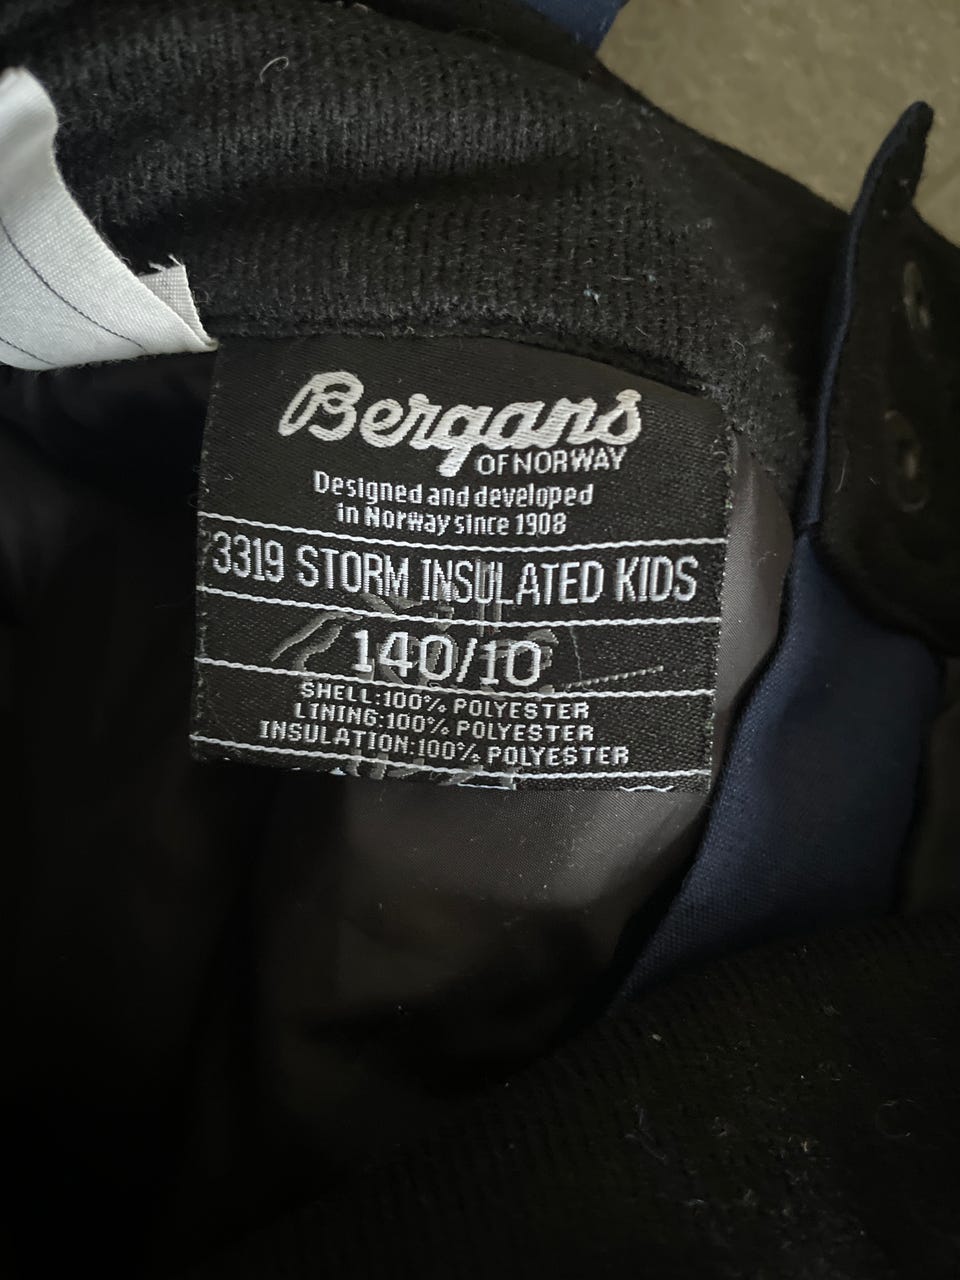 Bergans
OF NORWAY
Designed and developed
in Norway since 1908
3319 STORM INSULATED KIDS
140/10
SHELL:100% POLYESTER
LINING:100% POLYESTER
INSULATION:100% POLYESTER